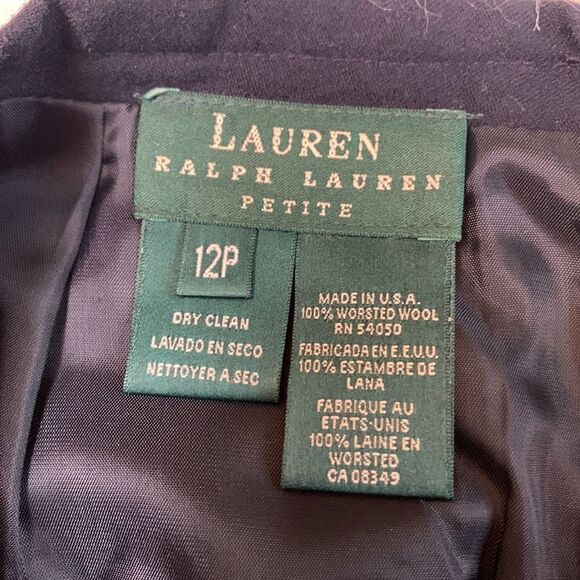 LAUREN
RALPH LAUREN
PETITE
12P
DRY CLEAN
LAVADO EN SECO
NETTOYER A SEC
MADE IN U.S.A.
100% WORSTED WOOL
RN 54050
FABRICADA EN E.E.U.U.
100% ESTAMBRE DE
LANA
FABRIQUE AU
ETATS-UNIS
100% LAINE EN
WORSTED
CA 08349